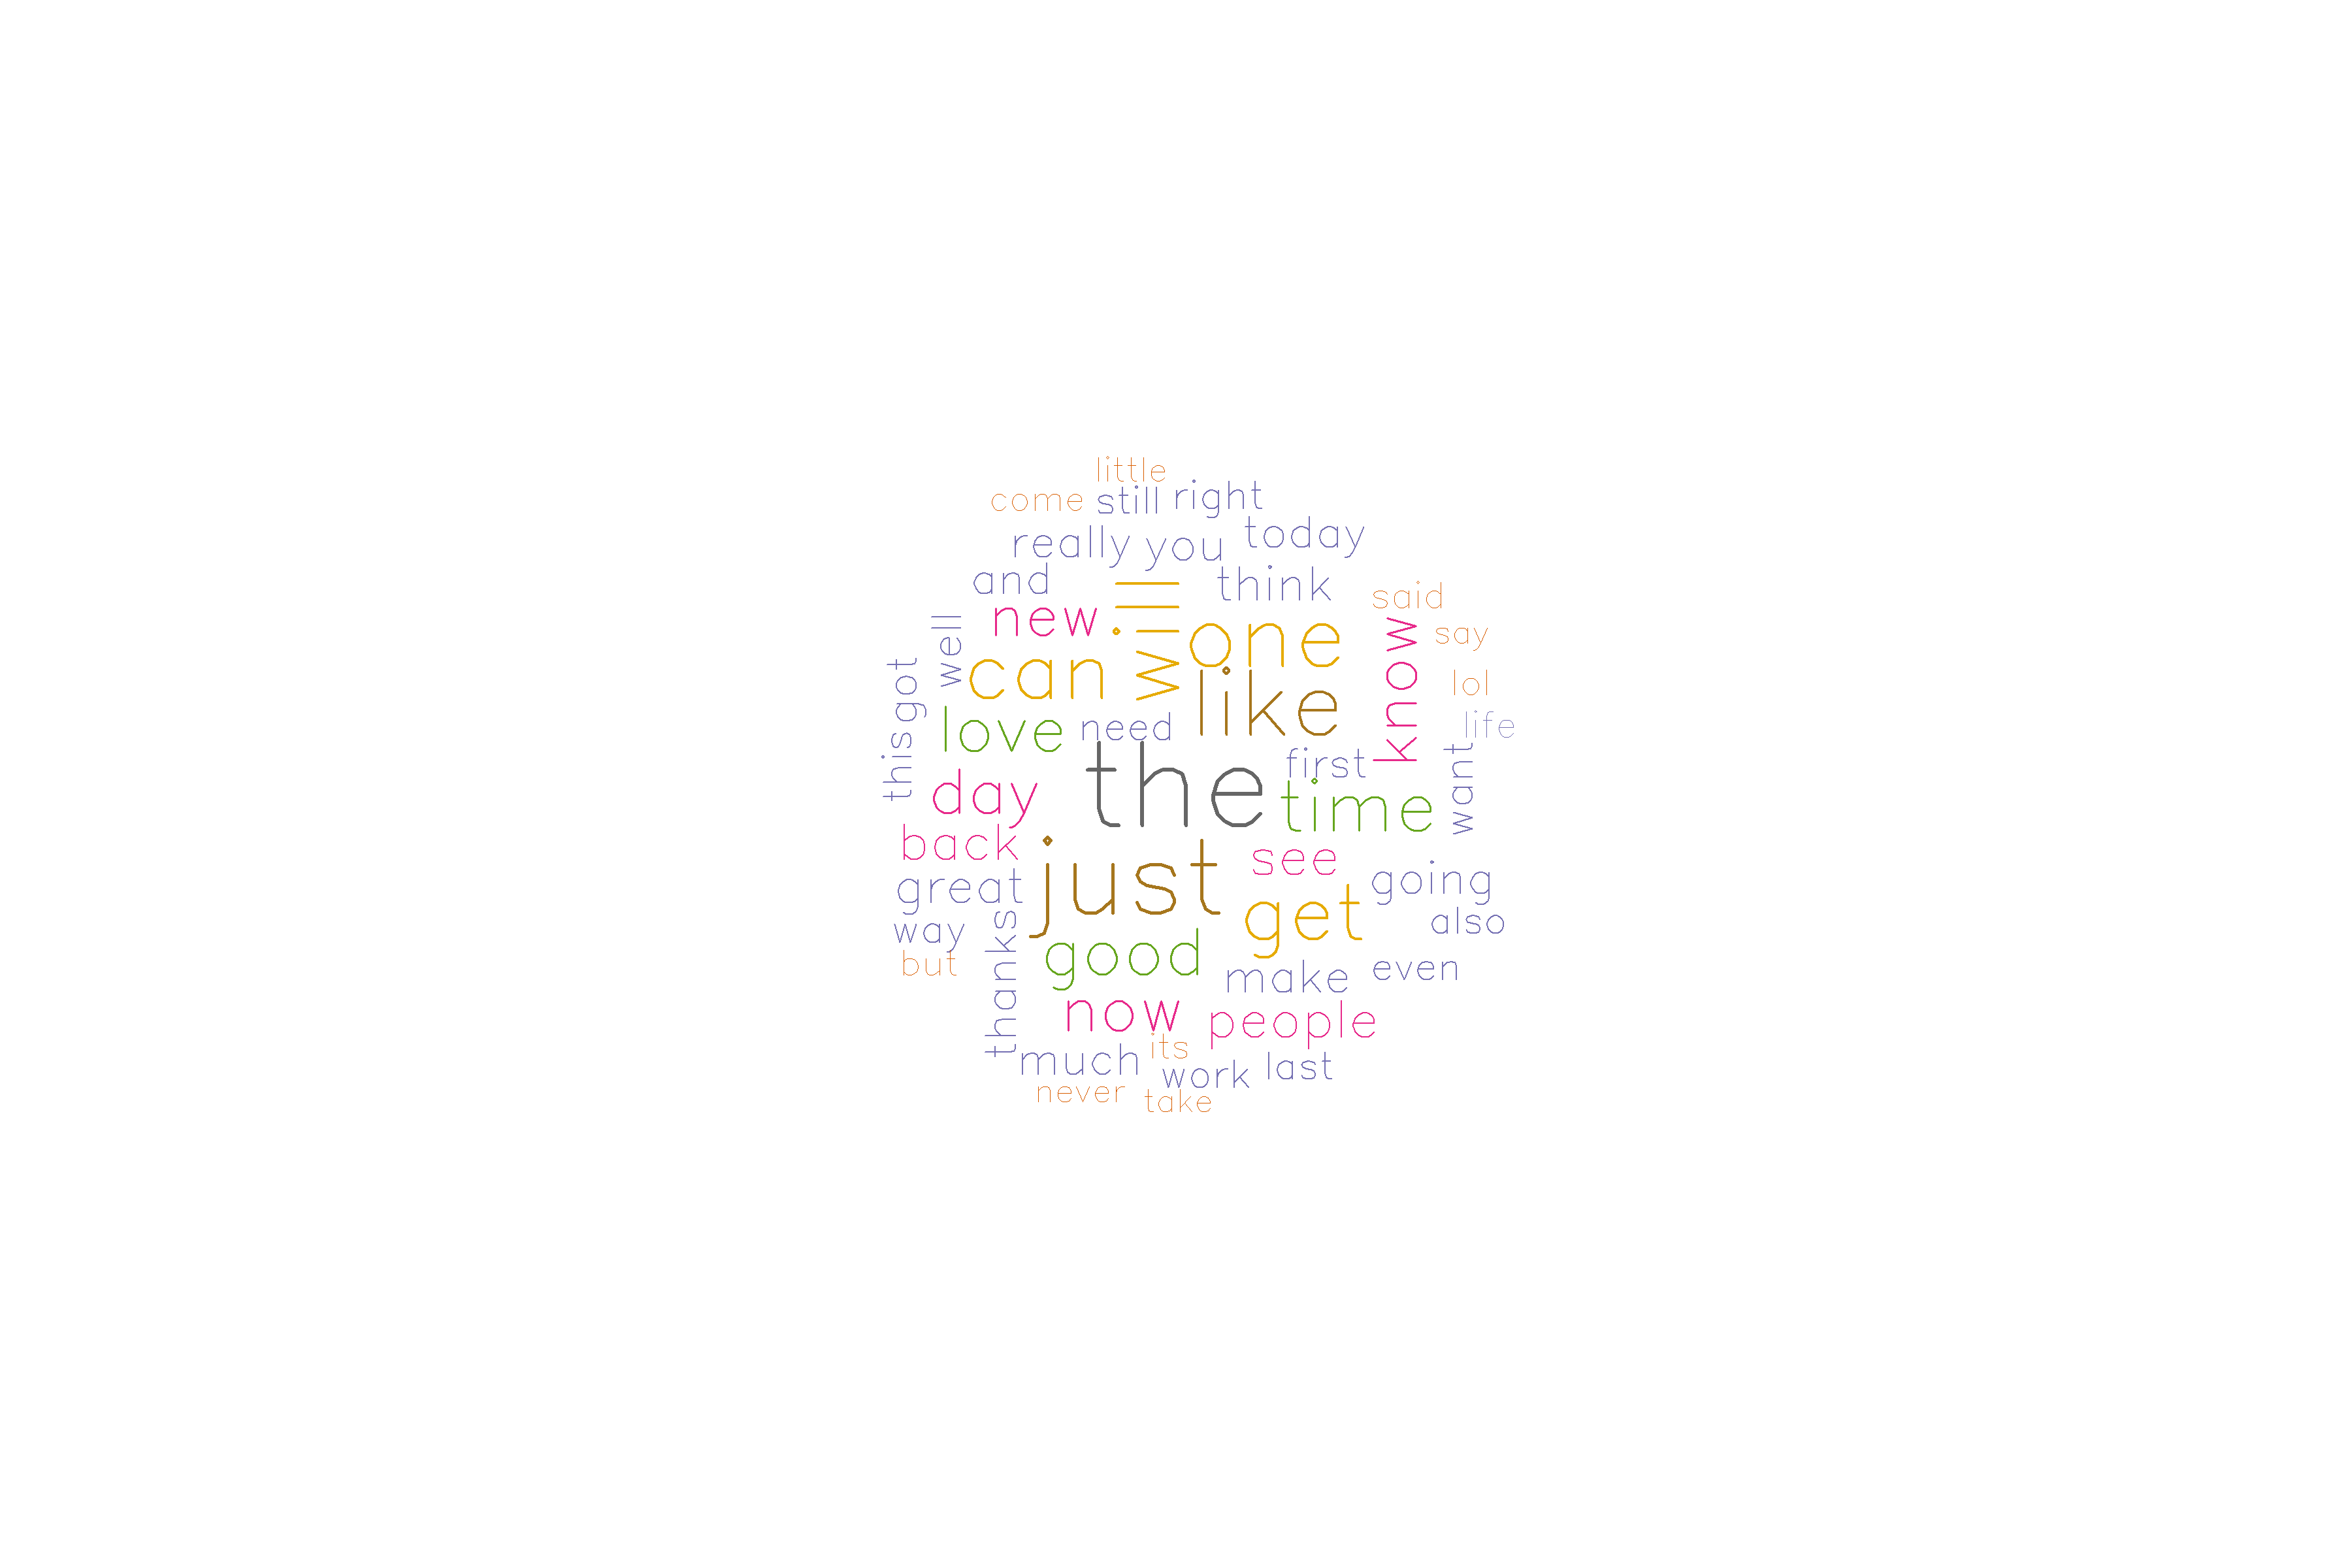 little
come still right
really you today
and will think
new said
well one know say
can like lol
got love need life
this the first want
day time
back just see
great get going
way thanks also
but good make even
now people
much its last
work
never take